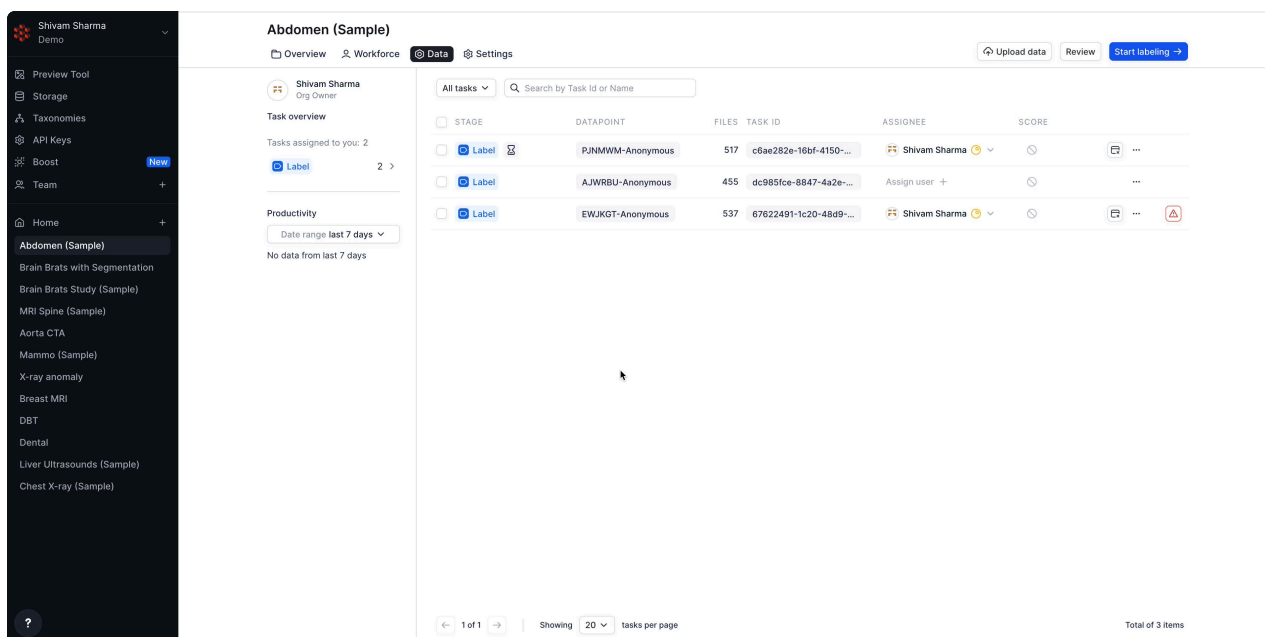 Shivam Sharma
Demo
Preview Tool
Storage
Taxonomies
API Keys
Boost New
Team +
Home +
Abdomen (Sample)
Brain Brats with Segmentation
Brain Brats Study (Sample)
MRI Spine (Sample)
Aorta CTA
Mammo (Sample)
X-ray anomaly
Breast MRI
DBT
Dental
Liver Ultrasounds (Sample)
Chest X-ray (Sample)
?
Abdomen (Sample)
Overview Workforce Data Settings
Upload data Review Start labeling →
Shivam Sharma
Org Owner
Task overview
Tasks assigned to you: 2
Label 2 >
Productivity
Date range last 7 days
No data from last 7 days
All tasks Search by Task Id or Name
STAGE DATAPOINT FILES TASK ID ASSIGNEE SCORE
Label PJNMWM-Anonymous 517 c6ae282e-16bf-4150-... Shivam Sharma ...
Label AJWRBU-Anonymous 455 dc985fce-8847-4a2e-... Assign user + ...
Label EWJKGT-Anonymous 537 67622491-1c20-48d9-... Shivam Sharma ...
← 1 of 1 → Showing 20 tasks per page Total of 3 items